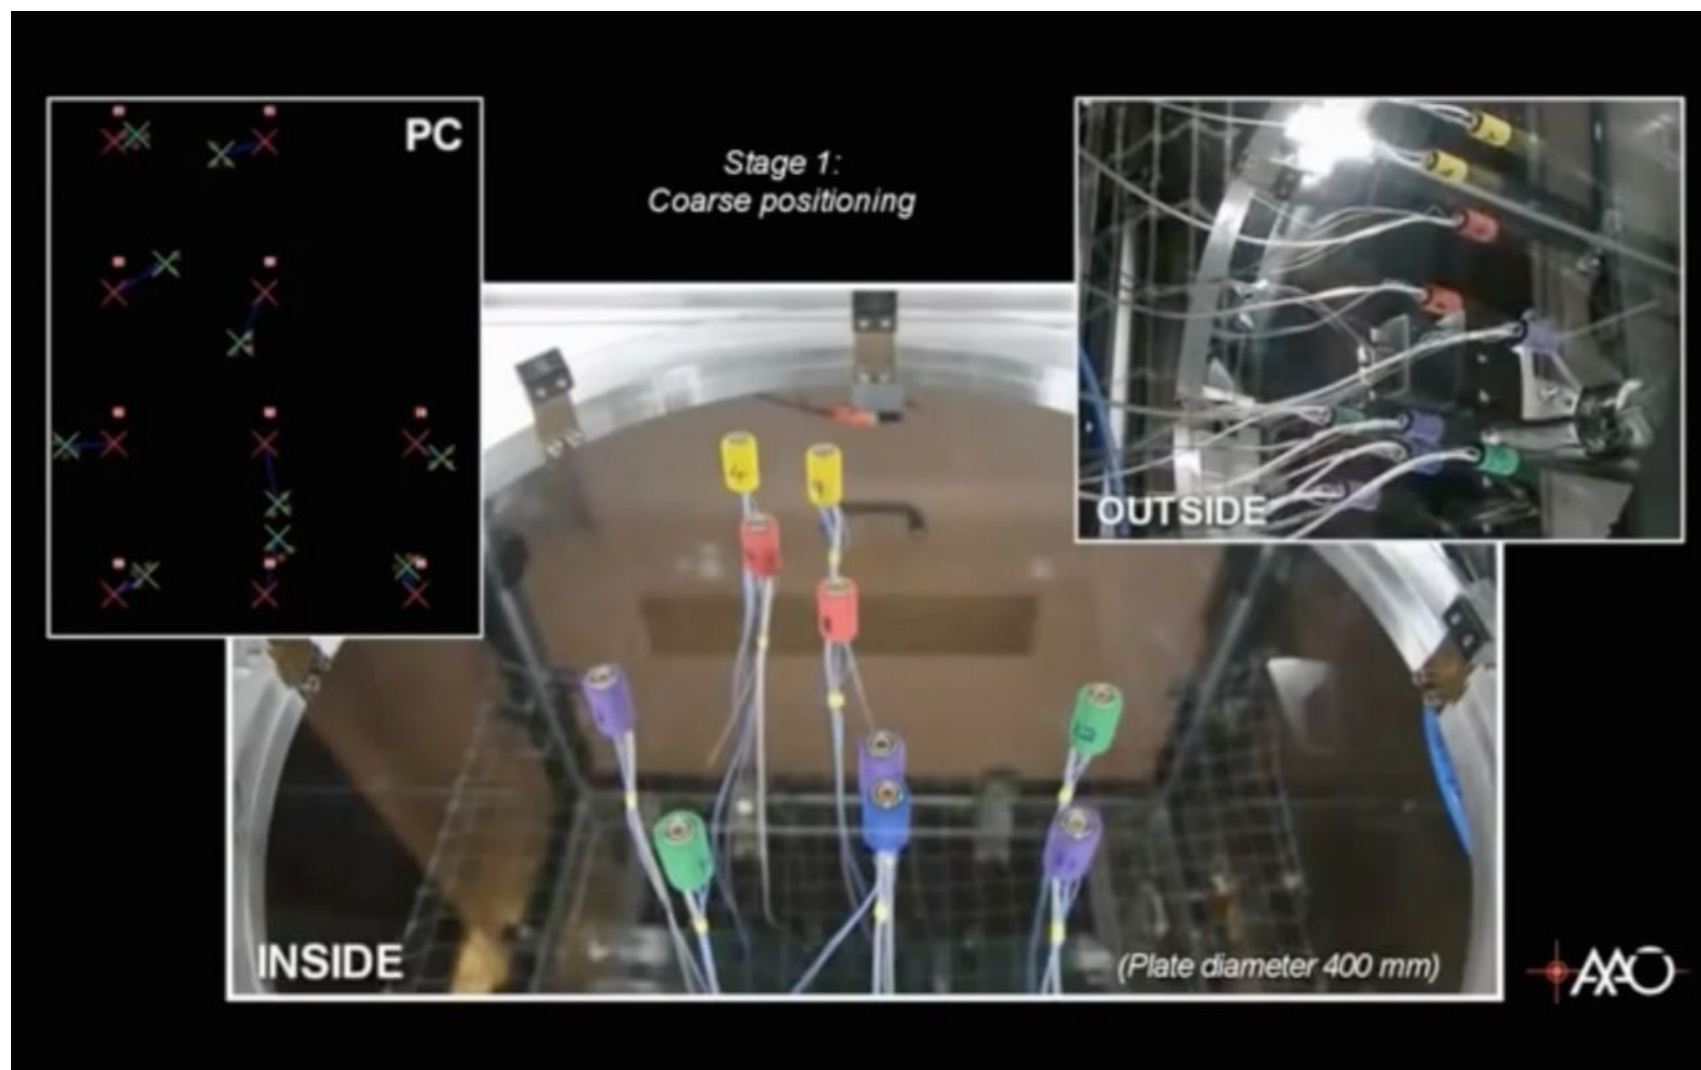 PC
Stage 1:
Coarse positioning
OUTSIDE
INSIDE
(Plate diameter 400 mm)
AAO